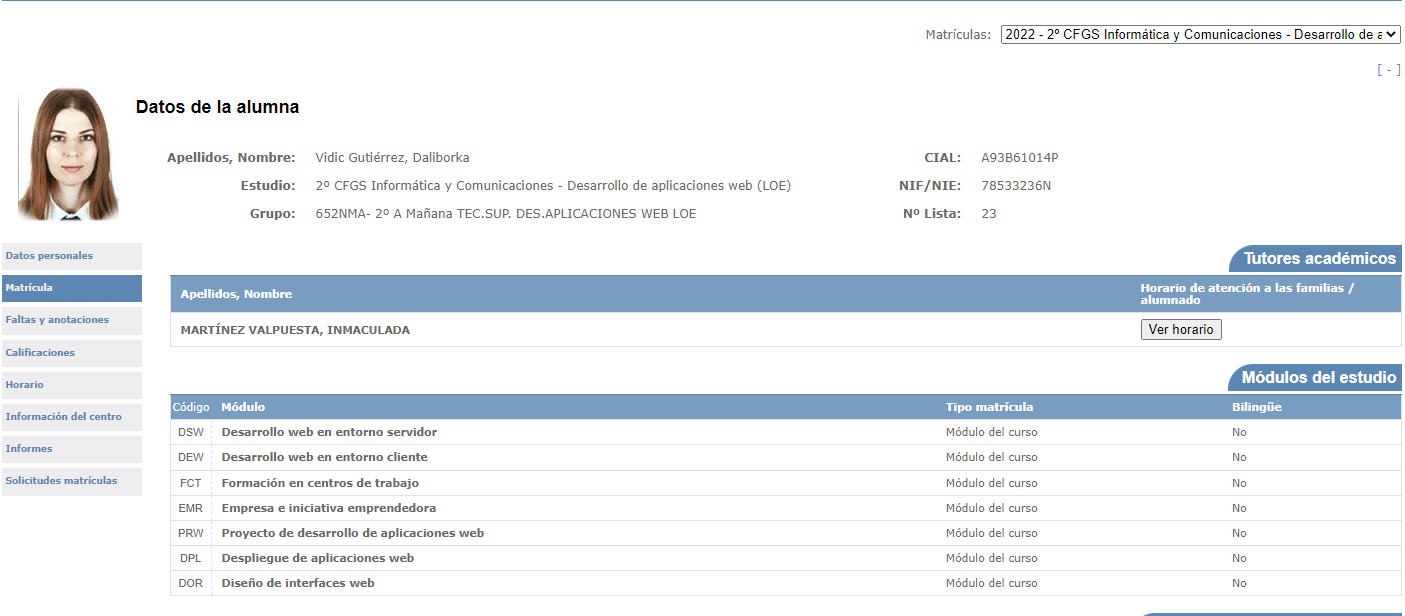 Matrículas: 2022 - 2º CFGS Informática y Comunicaciones - Desarrollo de a
[ - ]
Datos de la alumna
Apellidos, Nombre: Vidic Gutiérrez, Daliborka CIAL: A93B61014P
Estudio: 2º CFGS Informática y Comunicaciones - Desarrollo de aplicaciones web (LOE) NIF/NIE: 78533236N
Grupo: 652NMA- 2º A Mañana TEC.SUP. DES.APLICACIONES WEB LOE Nº Lista: 23
Datos personales
Matrícula
Faltas y anotaciones
Calificaciones
Horario
Información del centro
Informes
Solicitudes matrículas
Tutores académicos
Apellidos, Nombre Horario de atención a las familias /
alumnado
MARTÍNEZ VALPUESTA, INMACULADA Ver horario
Módulos del estudio
Código Módulo Tipo matrícula Bilingüe
DSW Desarrollo web en entorno servidor Módulo del curso No
DEW Desarrollo web en entorno cliente Módulo del curso No
FCT Formación en centros de trabajo Módulo del curso No
EMR Empresa e iniciativa emprendedora Módulo del curso No
PRW Proyecto de desarrollo de aplicaciones web Módulo del curso No
DPL Despliegue de aplicaciones web Módulo del curso No
DOR Diseño de interfaces web Módulo del curso No